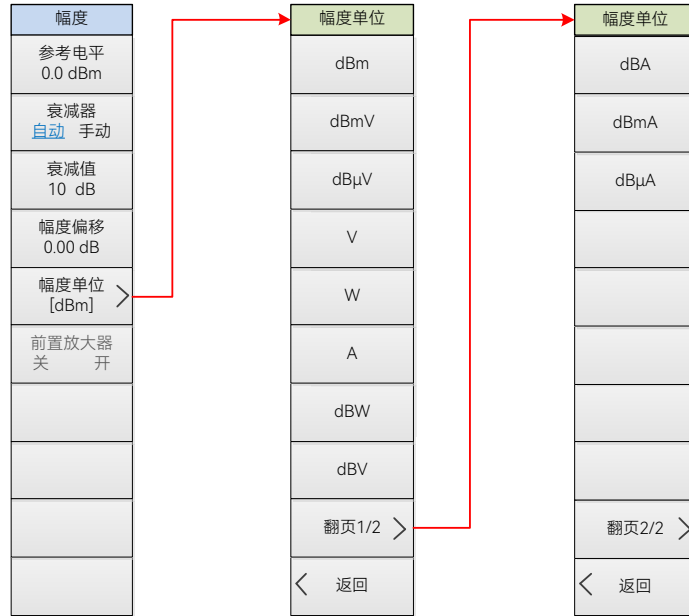 幅度
参考电平
0.0 dBm
衰减器
自动 手动
衰减值
10 dB
幅度偏移
0.00 dB
幅度单位
[dBm]
前置放大器
关 开
幅度单位
dBm
dBmV
dBμV
V
W
A
dBW
dBV
翻页1/2
返回
幅度单位
dBA
dBmA
dBμA
翻页2/2
返回